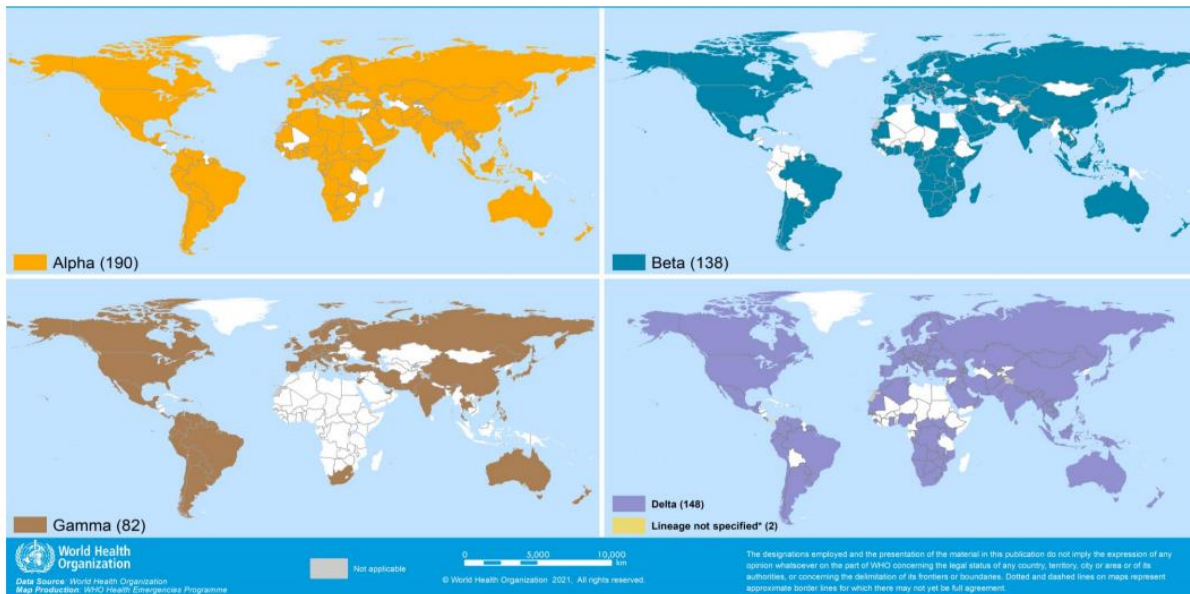 Alpha (190)
Beta (138)
Gamma (82)
Delta (148)
Lineage not specified* (2)
World Health
Organization
Data Source: World Health Organization
Map Production: WHO Health Emergencies Programme
Not applicable
0 5,000 10,000
km
© World Health Organization 2021, All rights reserved.
The designations employed and the presentation of the material in this publication do not imply the expression of any
opinion whatsoever on the part of WHO concerning the legal status of any country, territory, city or area or of its
authorities, or concerning the delimitation of its frontiers or boundaries. Dotted and dashed lines on maps represent
approximate border lines for which there may not yet be full agreement.